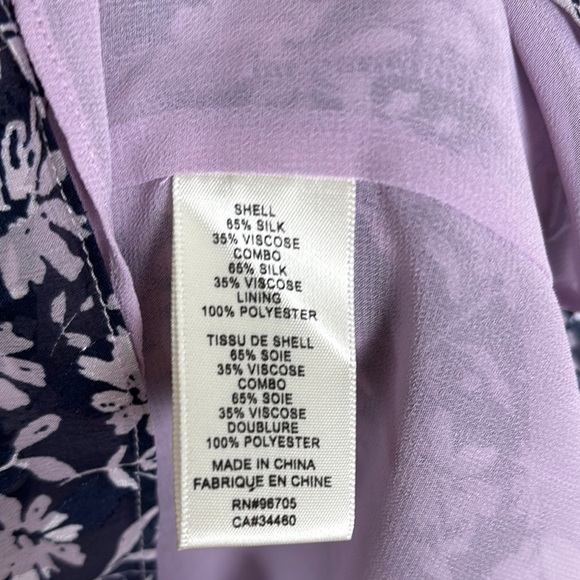 SHELL
65% SILK
35% VISCOSE
COMBO
65% SILK
35% VISCOSE
LINING
100% POLYESTER
TISSU DE SHELL
65% SOIE
35% VISCOSE
COMBO
65% SOIE
35% VISCOSE
DOUBLURE
100% POLYESTER
MADE IN CHINA
FABRIQUE EN CHINE
RN#96705
CA#34460